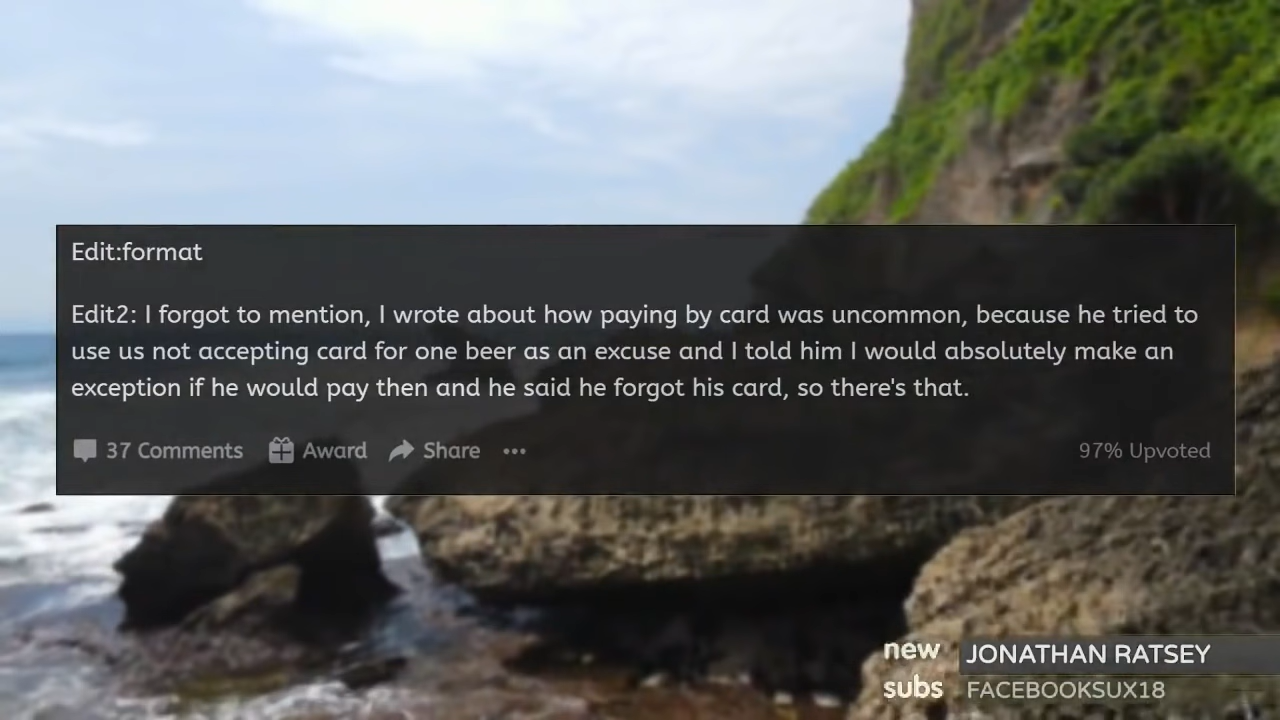 Edit:format
Edit2: I forgot to mention, I wrote about how paying by card was uncommon, because he tried to
use us not accepting card for one beer as an excuse and I told him I would absolutely make an
exception if he would pay then and he said he forgot his card, so there's that.
37 Comments Award Share ••• 97% Upvoted
new JONATHAN RATSEY
subs FACEBOOKSUX18